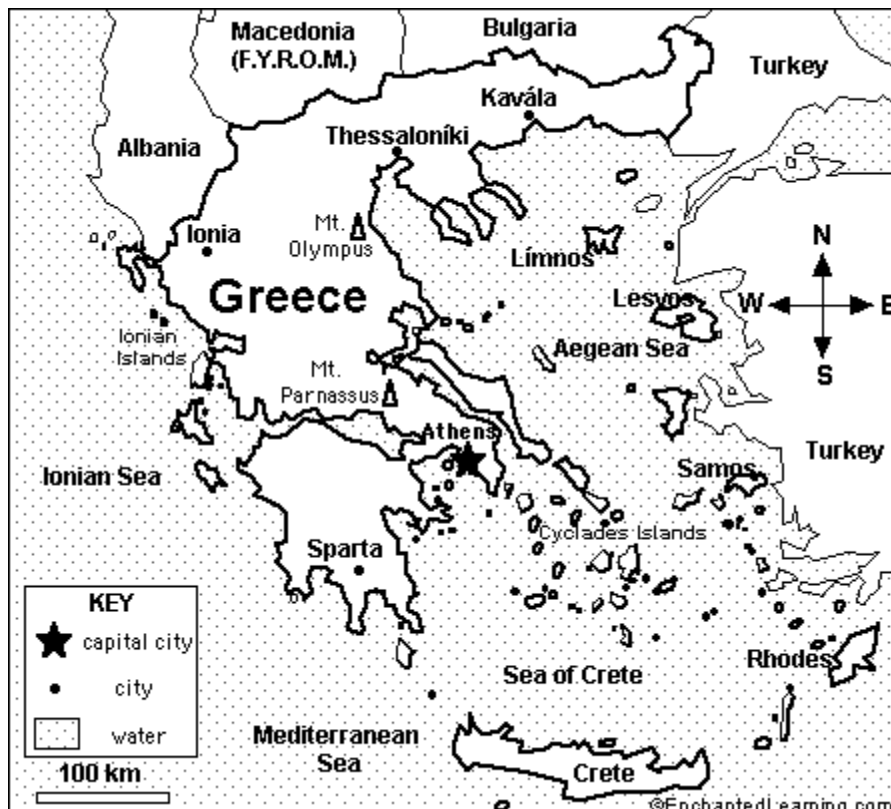 Macedonia
(F.Y.R.O.M.)
Bulgaria
Turkey
Kavála
Thessaloníki
Albania
Mt.
Olympus
Ionia
Límnos
N
W
E
S
Greece
Lesvos
Ionian
Islands
Aegean Sea
Mt.
Parnassus
Athens
Turkey
Ionian Sea
Samos
Cyclades Islands
Sparta
KEY
capital city
city
water
100 km
Rhodes
Sea of Crete
Mediterranean
Sea
Crete
©EnchantedLearning.com